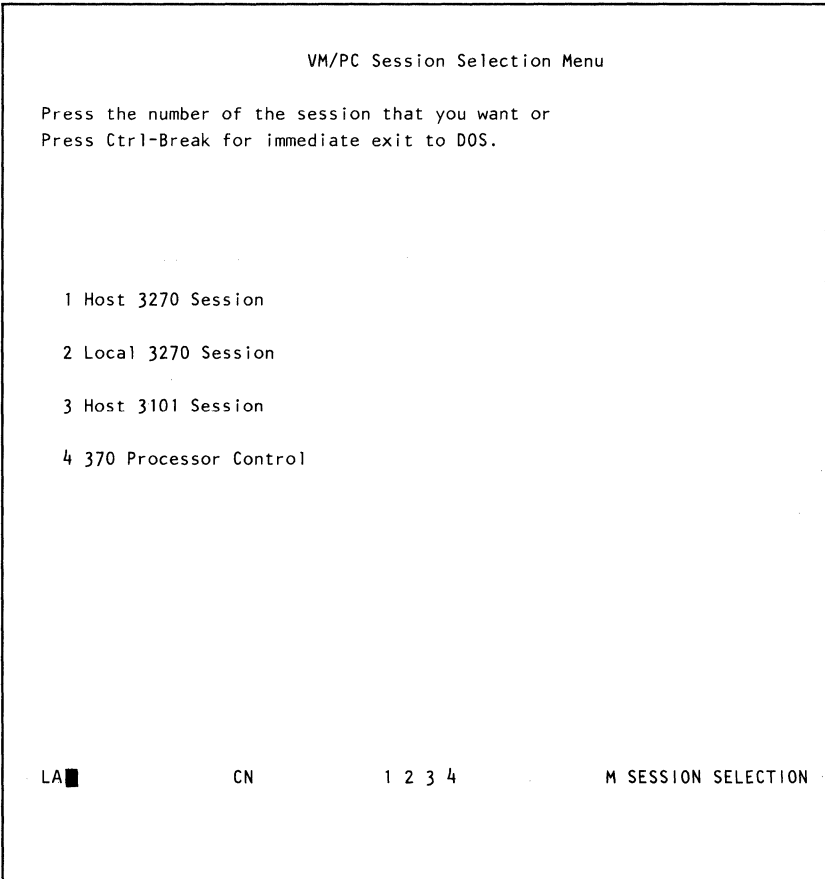 VM/PC Session Selection Menu
Press the number of the session that you want or
Press Ctrl-Break for immediate exit to DOS.
1 Host 3270 Session
2 Local 3270 Session
3 Host 3101 Session
4 370 Processor Control
LA█ CN 1 2 3 4 M SESSION SELECTION